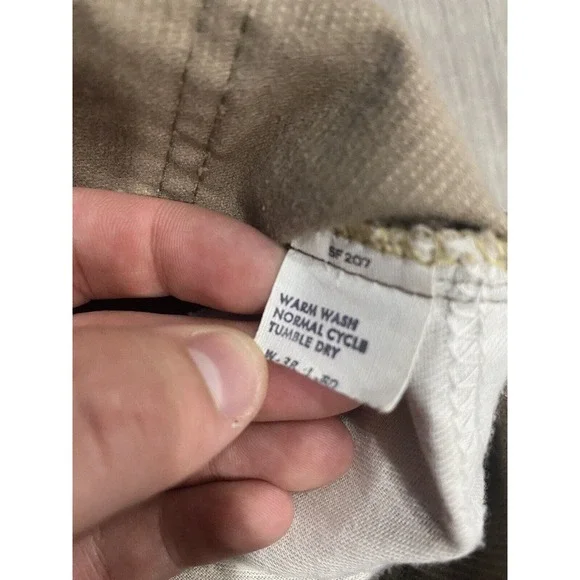 SF 207
WARM WASH
NORMAL CYCLE
TUMBLE DRY